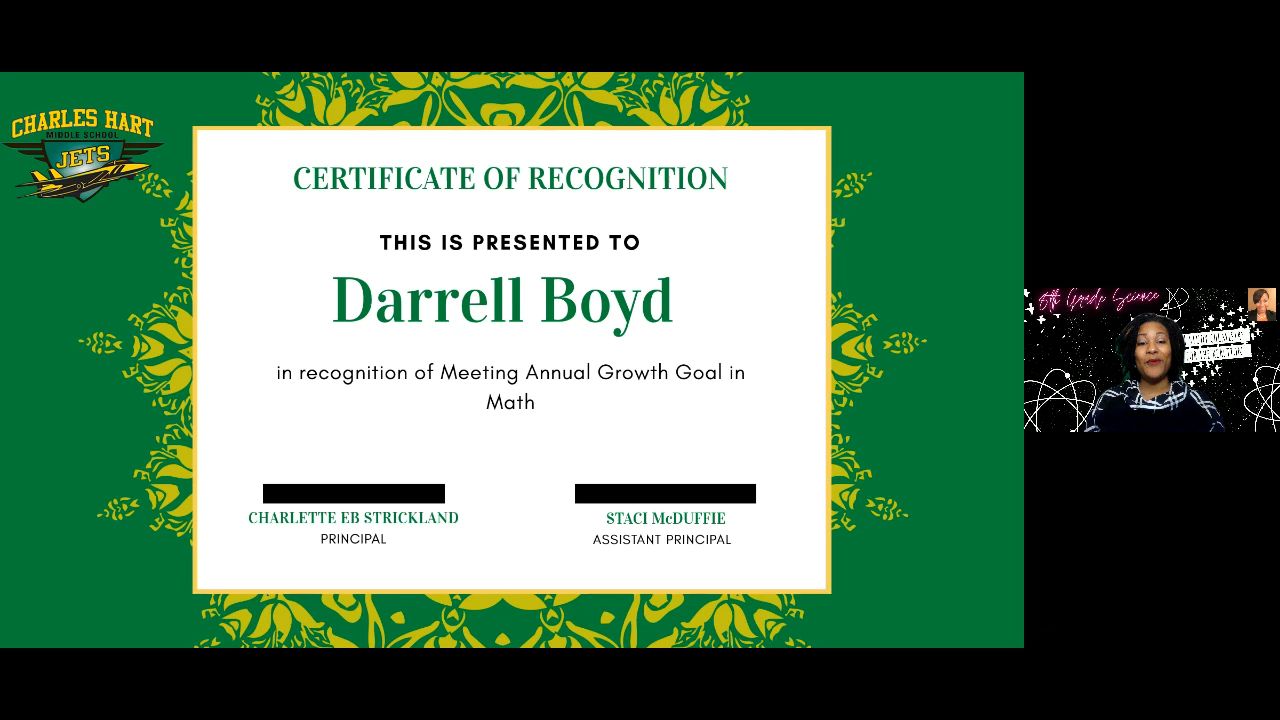 CHARLES HART
MIDDLE SCHOOL
JETS
CERTIFICATE OF RECOGNITION
THIS IS PRESENTED TO
Darrell Boyd
in recognition of Meeting Annual Growth Goal in
Math
CHARLETTE EB STRICKLAND
PRINCIPAL
STACI McDUFFIE
ASSISTANT PRINCIPAL
Grade Science